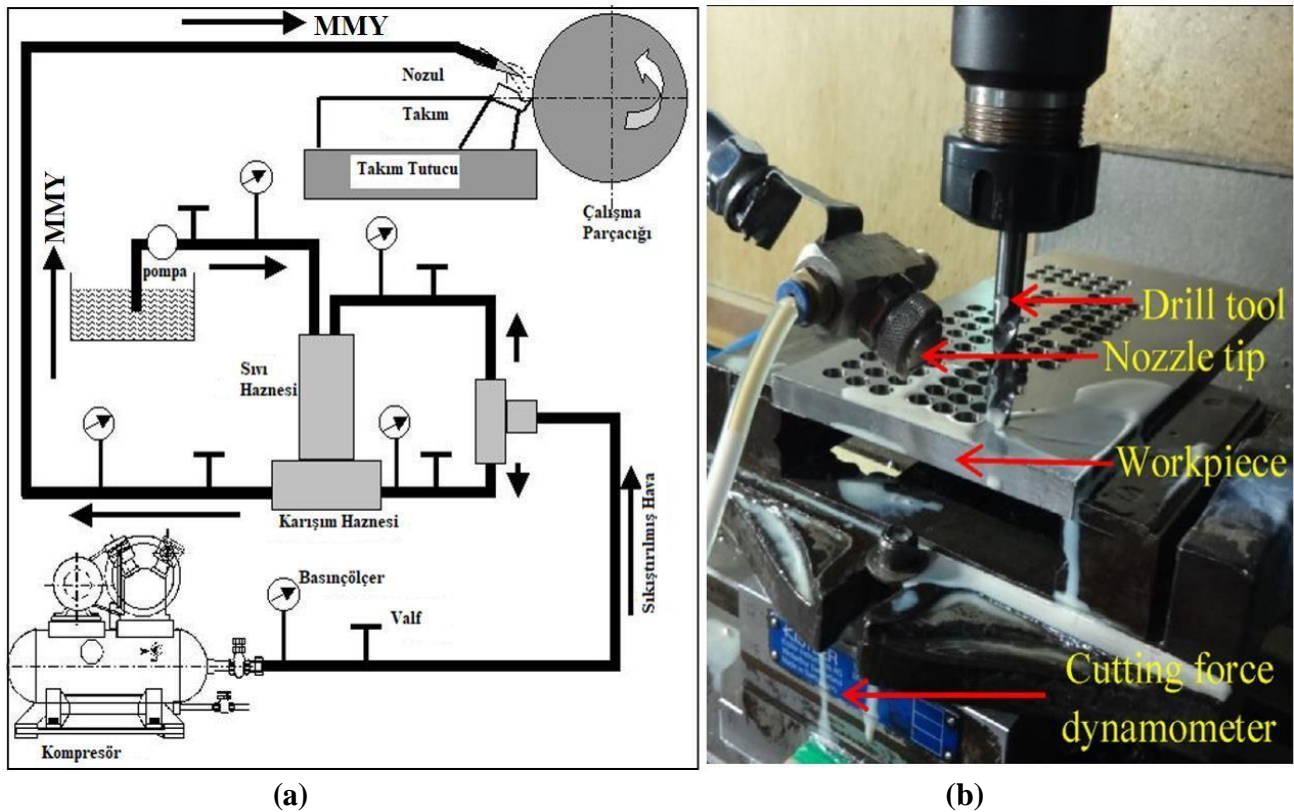 MMY
Nozul
Takım
Takım Tutucu
Çalışma
Parçacığı
MMY
pompa
Sıvı
Haznesi
Karışım Haznesi
Sıkıştırılmış Hava
Basınçölçer
Valf
Kompresör
(a)
Drill tool
Nozzle tip
Workpiece
Cutting force
dynamometer
(b)